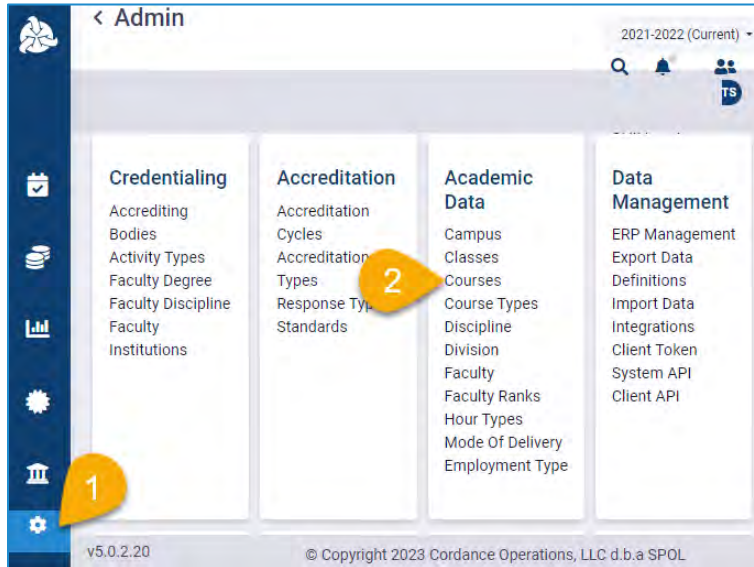 < Admin
2021-2022 (Current)
TS
Credentialing
Accrediting
Bodies
Activity Types
Faculty Degree
Faculty Discipline
Faculty
Institutions
Accreditation
Accreditation
Cycles
Accreditation
Types
Response Typ
Standards
Academic
Data
Campus
Classes
Courses
Course Types
Discipline
Division
Faculty
Faculty Ranks
Hour Types
Mode Of Delivery
Employment Type
Data
Management
ERP Management
Export Data
Definitions
Import Data
Integrations
Client Token
System API
Client API
2
1
v5.0.2.20
© Copyright 2023 Cordance Operations, LLC d.b.a SPOL